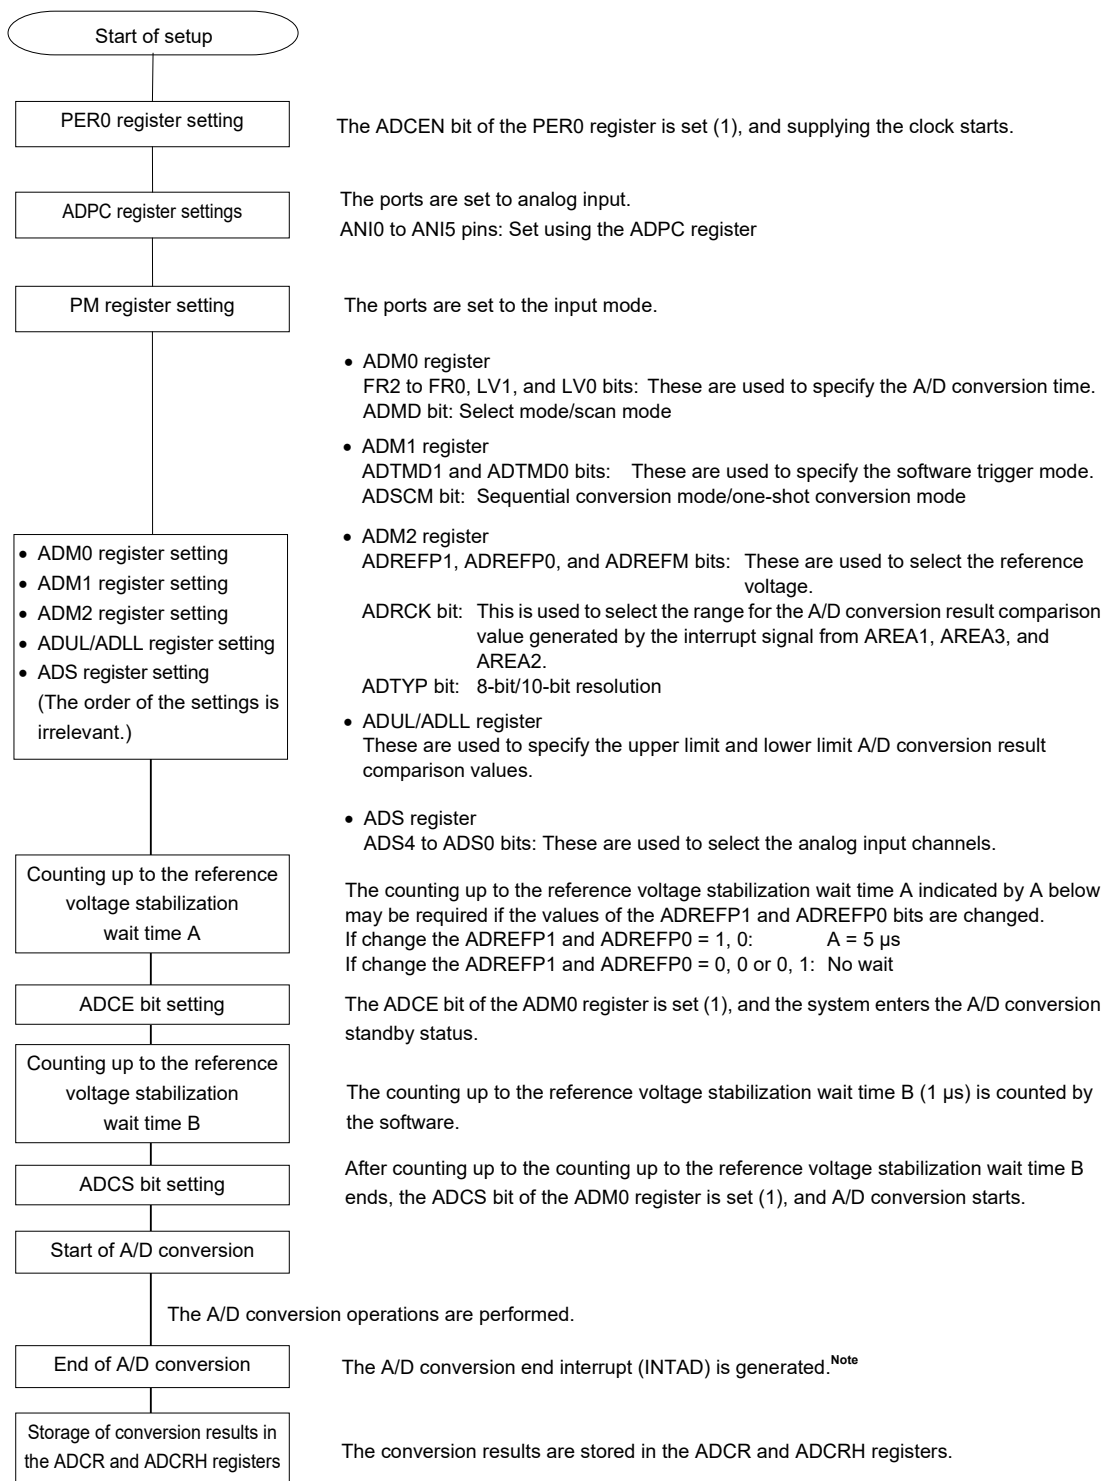 Start of setup
PER0 register setting
The ADCEN bit of the PER0 register is set (1), and supplying the clock starts.
ADPC register settings
The ports are set to analog input.
ANI0 to ANI5 pins: Set using the ADPC register
PM register setting
The ports are set to the input mode.
• ADM0 register
FR2 to FR0, LV1, and LV0 bits: These are used to specify the A/D conversion time.
ADMD bit: Select mode/scan mode
• ADM1 register
ADTMD1 and ADTMD0 bits: These are used to specify the software trigger mode.
ADSCM bit: Sequential conversion mode/one-shot conversion mode
• ADM2 register
ADREFP1, ADREFP0, and ADREFM bits: These are used to select the reference
voltage.
ADRCK bit: This is used to select the range for the A/D conversion result comparison
value generated by the interrupt signal from AREA1, AREA3, and
AREA2.
ADTYP bit: 8-bit/10-bit resolution
• ADUL/ADLL register
These are used to specify the upper limit and lower limit A/D conversion result
comparison values.
• ADS register
ADS4 to ADS0 bits: These are used to select the analog input channels.
• ADM0 register setting
• ADM1 register setting
• ADM2 register setting
• ADUL/ADLL register setting
• ADS register setting
(The order of the settings is
irrelevant.)
Counting up to the reference
voltage stabilization
wait time A
The counting up to the reference voltage stabilization wait time A indicated by A below
may be required if the values of the ADREFP1 and ADREFP0 bits are changed.
If change the ADREFP1 and ADREFP0 = 1, 0: A = 5 µs
If change the ADREFP1 and ADREFP0 = 0, 0 or 0, 1: No wait
ADCE bit setting
The ADCE bit of the ADM0 register is set (1), and the system enters the A/D conversion
standby status.
Counting up to the reference
voltage stabilization
wait time B
The counting up to the reference voltage stabilization wait time B (1 µs) is counted by
the software.
ADCS bit setting
After counting up to the counting up to the reference voltage stabilization wait time B
ends, the ADCS bit of the ADM0 register is set (1), and A/D conversion starts.
Start of A/D conversion
The A/D conversion operations are performed.
End of A/D conversion
The A/D conversion end interrupt (INTAD) is generated.Note
Storage of conversion results in
the ADCR and ADCRH registers
The conversion results are stored in the ADCR and ADCRH registers.